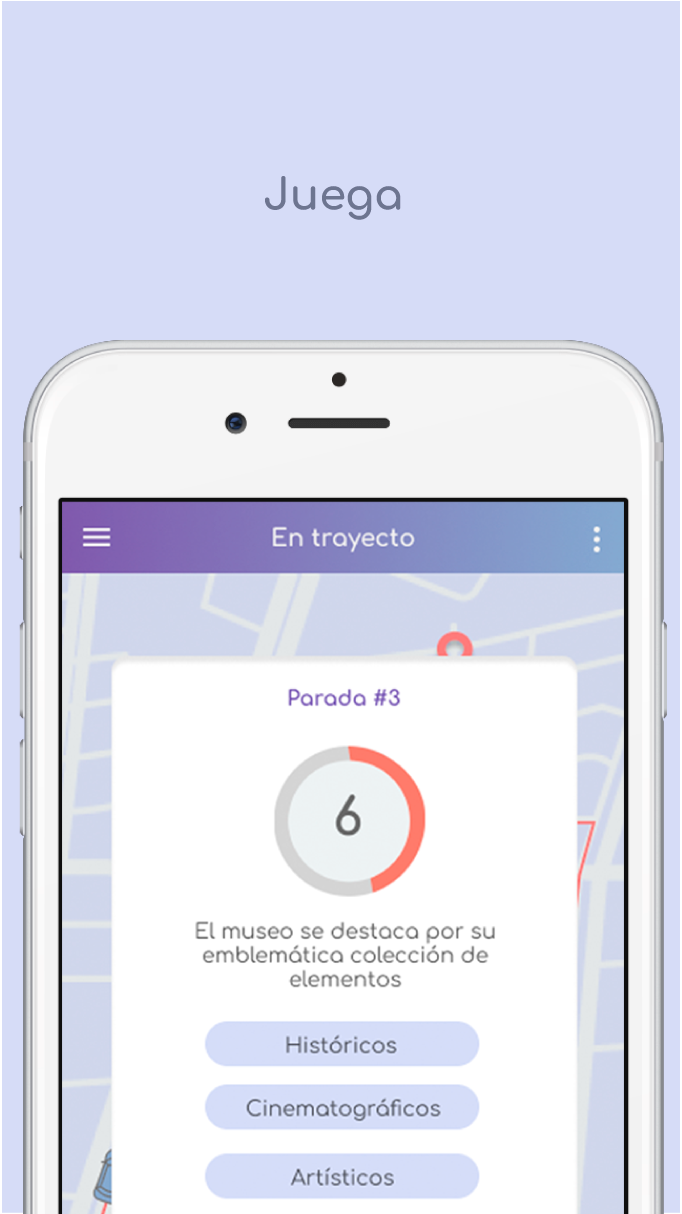 Juega
En trayecto
Parada #3
6
El museo se destaca por su
emblemática colección de
elementos
Históricos
Cinematográficos
Artísticos